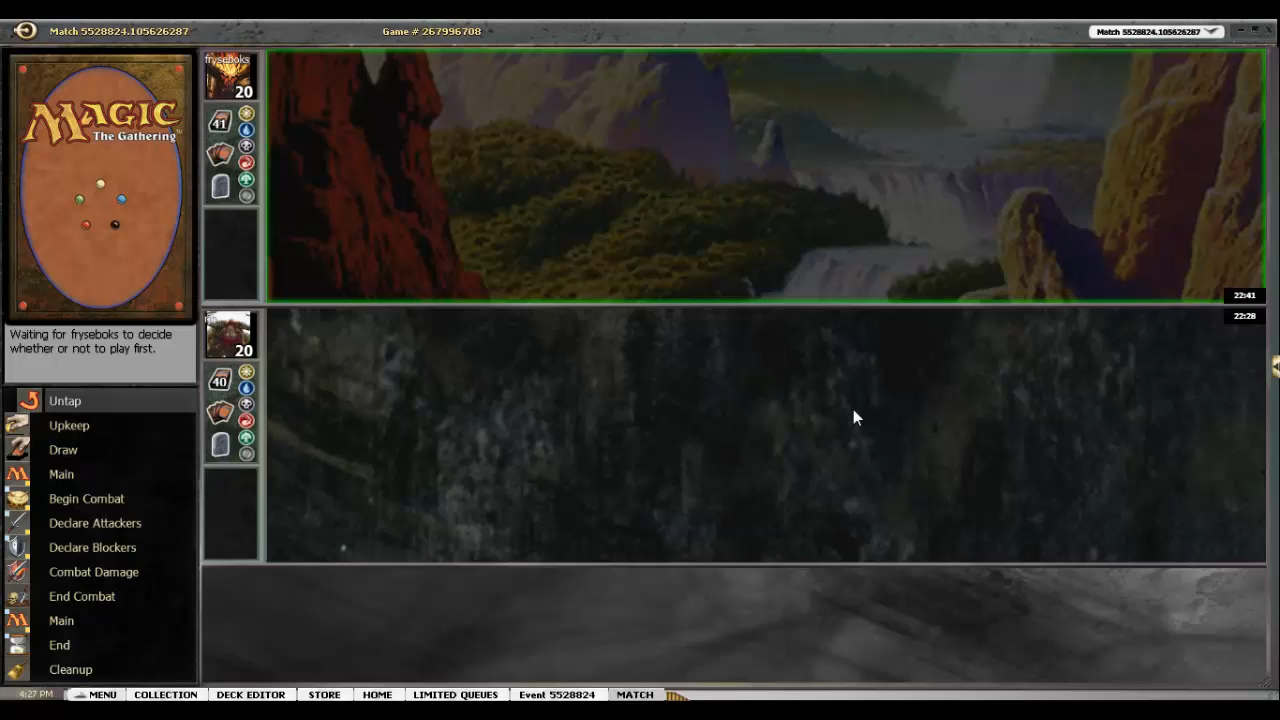 Match 5528824.105626287
Game # 267996708
Match 5528824.105626287
MAGIC
The Gathering
fryseboks
20
41
22:41
22:28
Waiting for fryseboks to decide
whether or not to play first.
20
40
Untap
Upkeep
Draw
Main
Begin Combat
Declare Attackers
Declare Blockers
Combat Damage
End Combat
Main
End
Cleanup
4:27 PM
MENU
COLLECTION
DECK EDITOR
STORE
HOME
LIMITED QUEUES
Event 5528824
MATCH